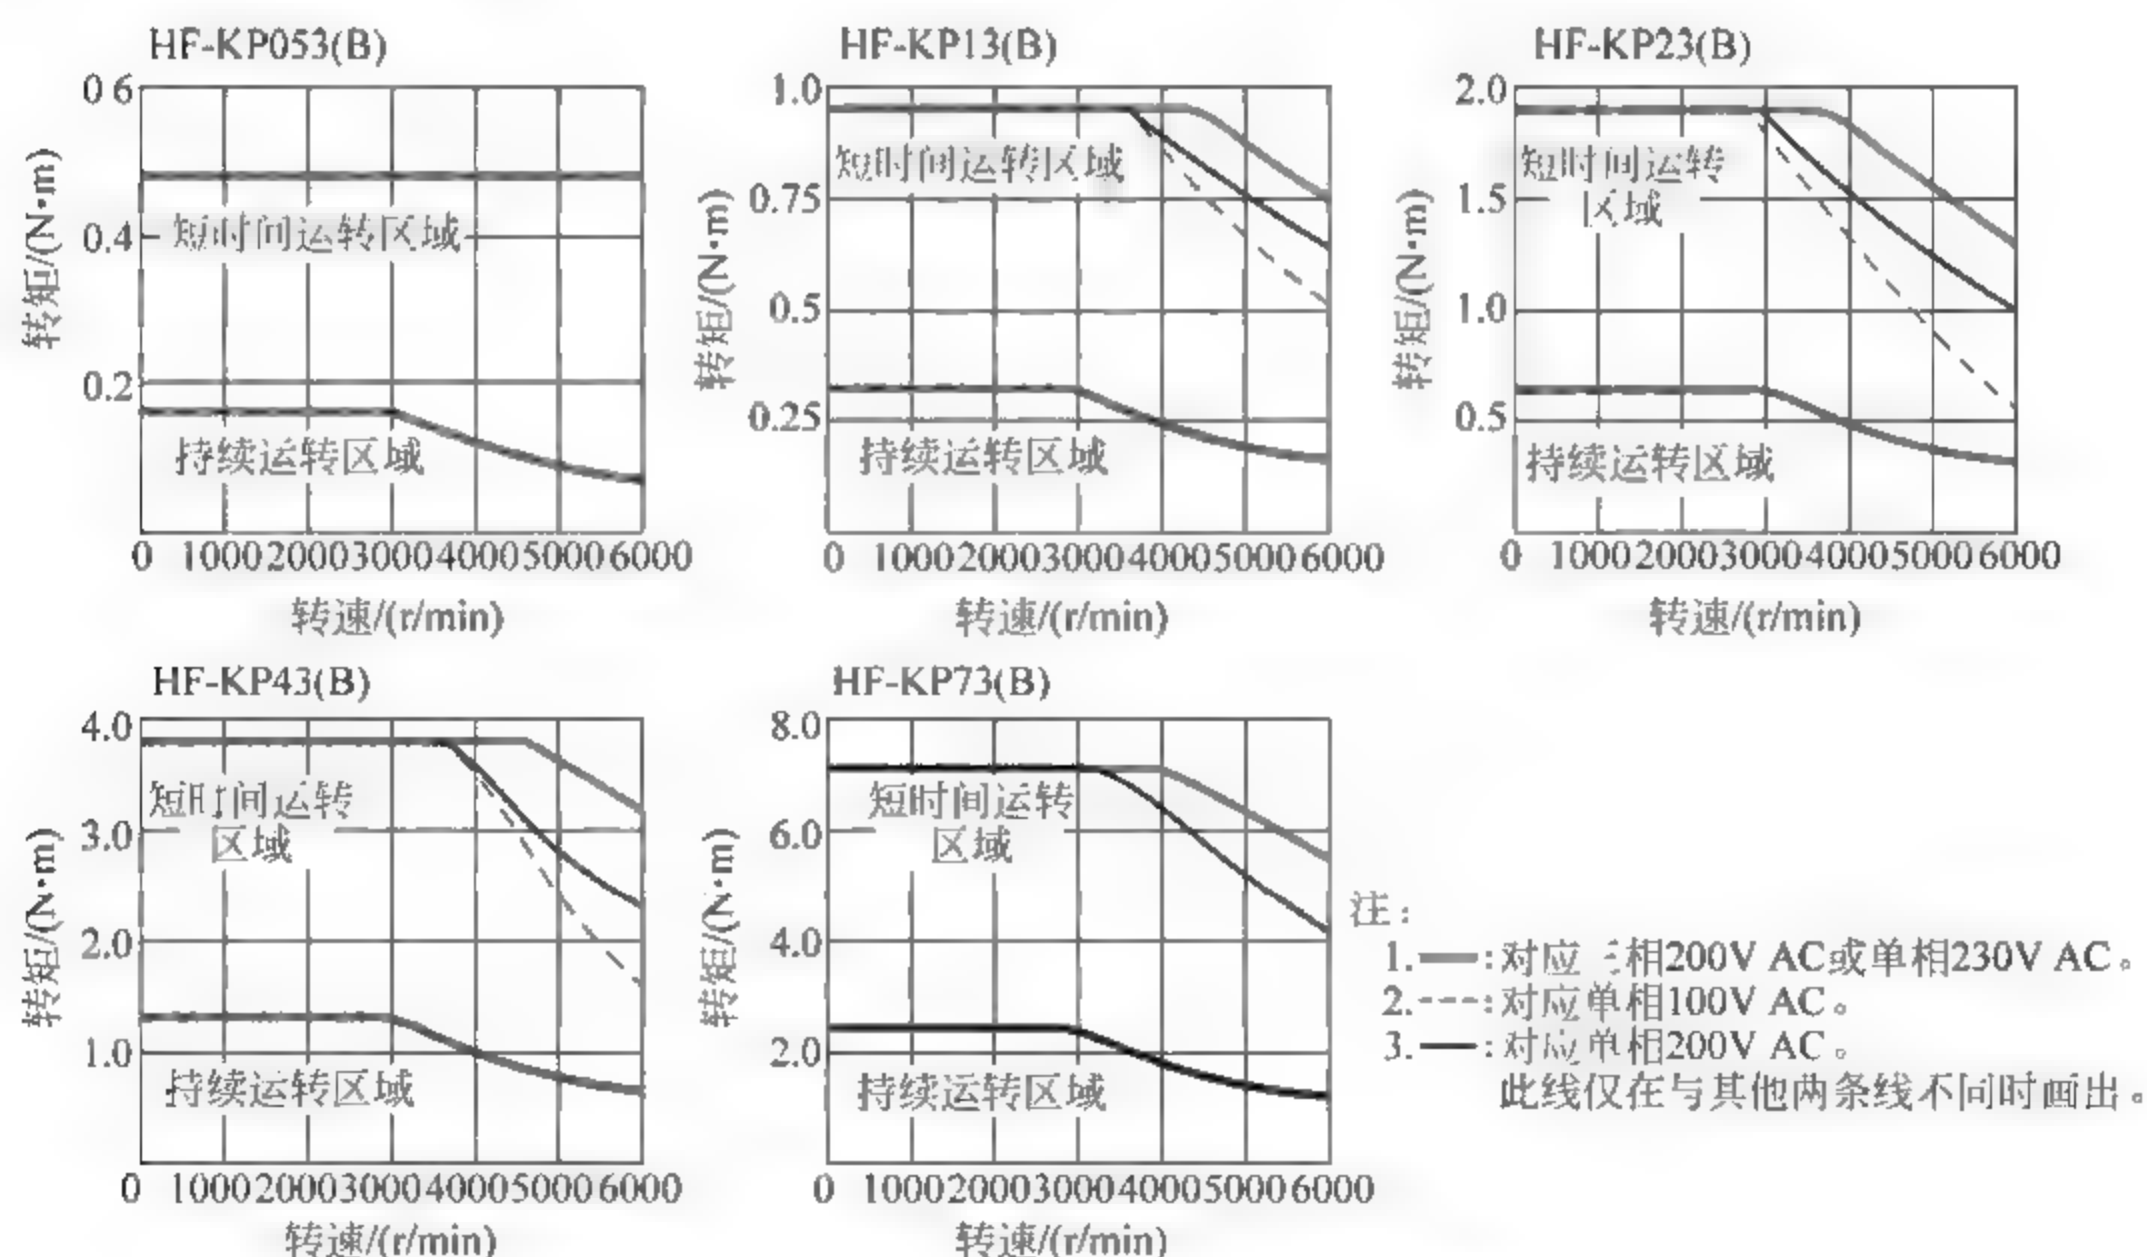 HF-KP053(B)
0 6
0.4
0.2
转矩/(N·m)
短时间运转区域
持续运转区域
0 1000 2000 3000 4000 5000 6000
转速/(r/min)
HF-KP13(B)
1.0
0.75
0.5
0.25
转矩/(N·m)
短时间运转区域
持续运转区域
0 1000 2000 3000 4000 5000 6000
转速/(r/min)
HF-KP23(B)
2.0
1.5
1.0
0.5
转矩/(N·m)
短时间运转
区域
持续运转区域
0 1000 2000 3000 4000 5000 6000
转速/(r/min)
HF-KP43(B)
4.0
3.0
2.0
1.0
转矩/(N·m)
短时间运转
区域
持续运转区域
0 1000 2000 3000 4000 5000 6000
转速/(r/min)
HF-KP73(B)
8.0
6.0
4.0
2.0
转矩/(N·m)
短时间运转
区域
持续运转区域
0 1000 2000 3000 4000 5000 6000
转速/(r/min)
注:
1. —:对应三相200V AC或单相230V AC。
2. ---:对应单相100V AC。
3. —:对应单相200V AC。
此线仅在与其他两条线不同时画出。